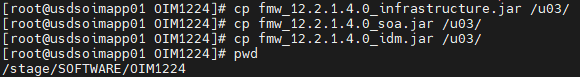 [root@usdsoimapp01 OIM1224]# cp fmw_12.2.1.4.0_infrastructure.jar /u03/
[root@usdsoimapp01 OIM1224]# cp fmw_12.2.1.4.0_soa.jar /u03/
[root@usdsoimapp01 OIM1224]# cp fmw_12.2.1.4.0_idm.jar /u03/
[root@usdsoimapp01 OIM1224]# pwd
/stage/SOFTWARE/OIM1224